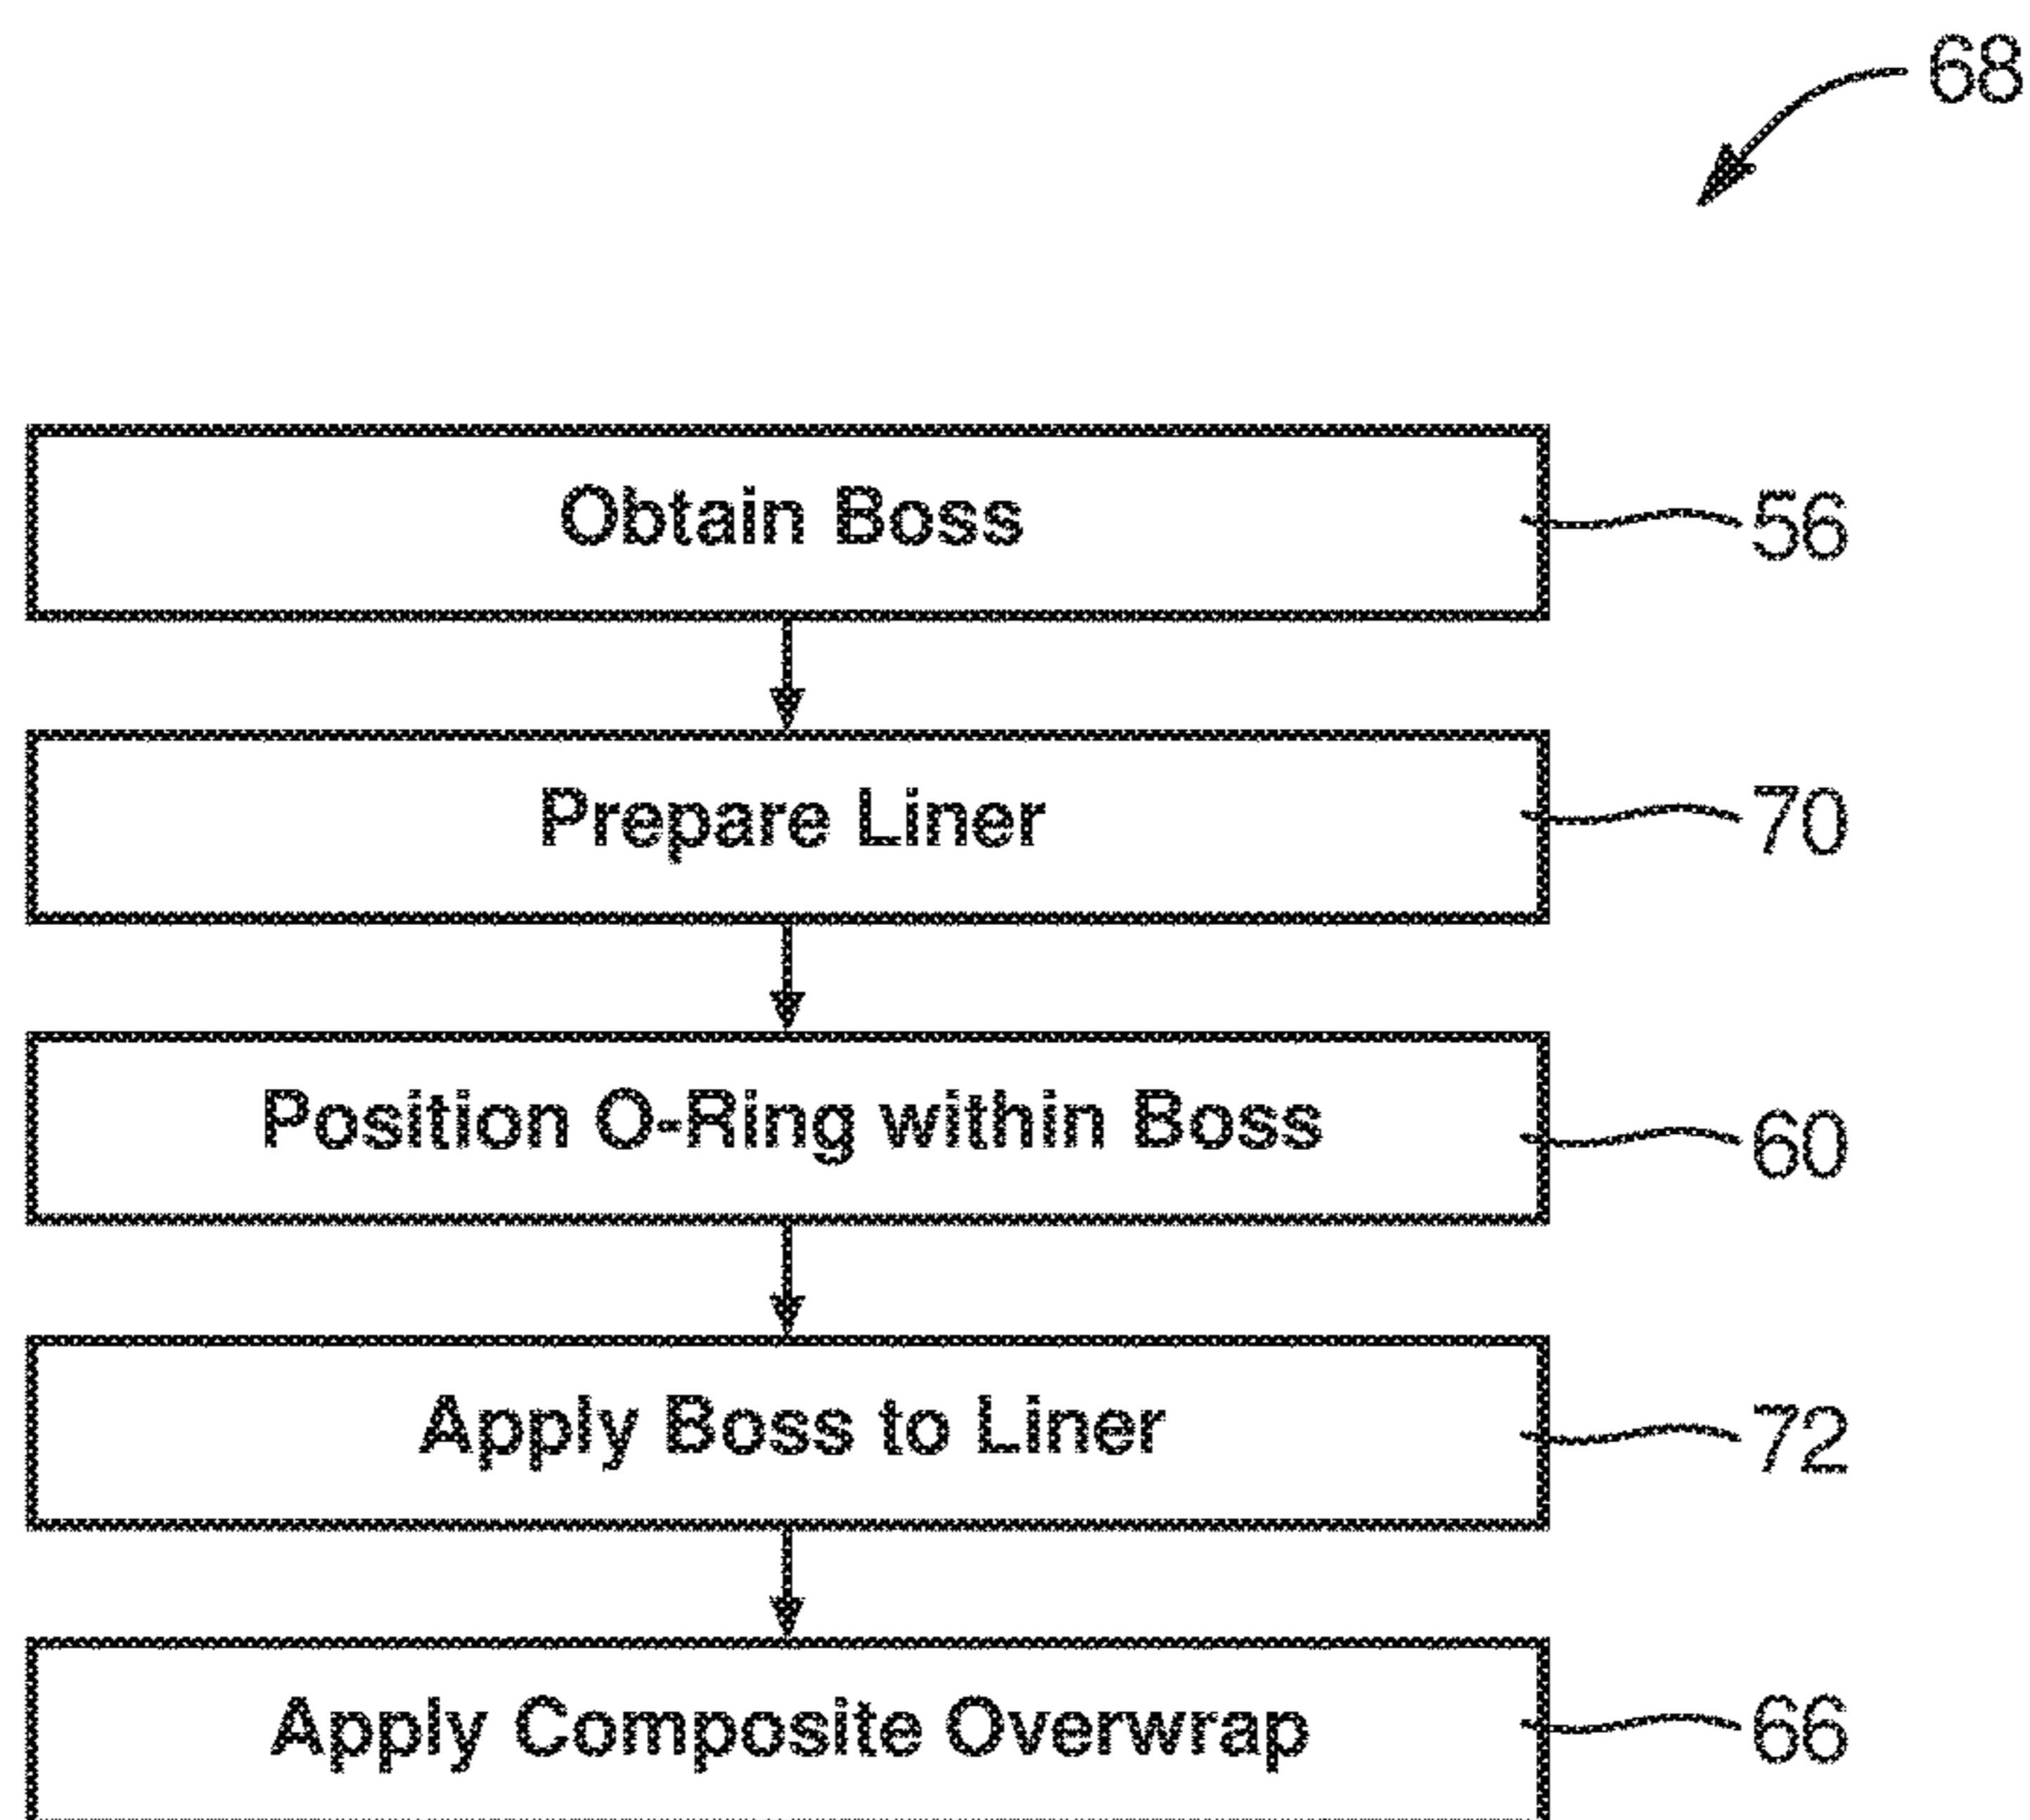 68
Obtain Boss 56
Prepare Liner 70
Position O-Ring within Boss 60
Apply Boss to Liner 72
Apply Composite Overwrap 66